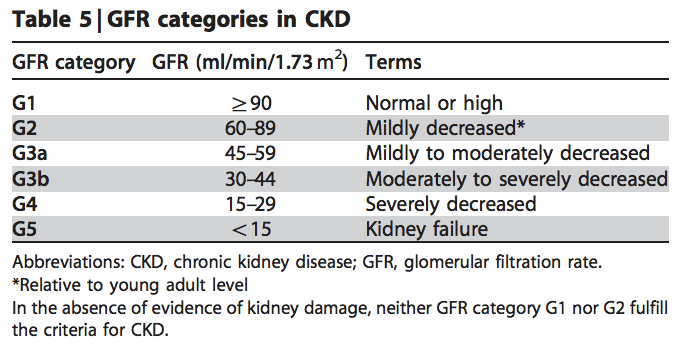 Table 5 | GFR categories in CKD
GFR category GFR (ml/min/1.73 m²) Terms
G1 ≥90 Normal or high
G2 60–89 Mildly decreased*
G3a 45–59 Mildly to moderately decreased
G3b 30–44 Moderately to severely decreased
G4 15–29 Severely decreased
G5 <15 Kidney failure
Abbreviations: CKD, chronic kidney disease; GFR, glomerular filtration rate.
*Relative to young adult level
In the absence of evidence of kidney damage, neither GFR category G1 nor G2 fulfill
the criteria for CKD.